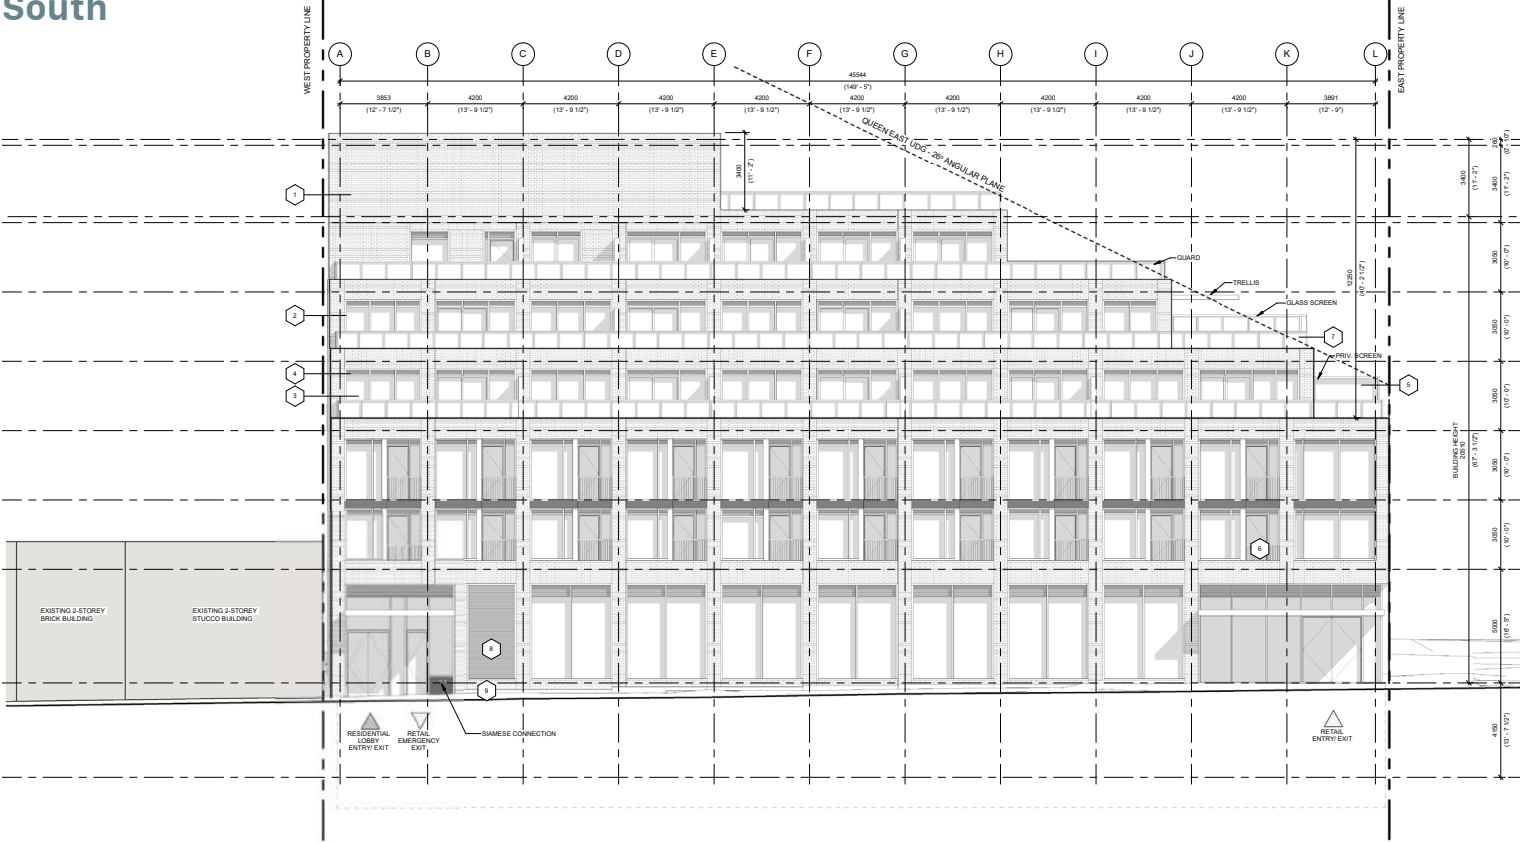 South
WEST PROPERTY LINE
EAST PROPERTY LINE
A
B
C
D
E
F
G
H
I
J
K
L
45544
(149' - 5")
3853
4200
4200
4200
4200
4200
4200
4200
4200
4200
3891
(12' - 7 1/2")
(13' - 9 1/2")
(13' - 9 1/2")
(13' - 9 1/2")
(13' - 9 1/2")
(13' - 9 1/2")
(13' - 9 1/2")
(13' - 9 1/2")
(13' - 9 1/2")
(13' - 9 1/2")
(12' - 9")
QUEEN EAST UDG - 26° ANGULAR PLANE
3400
(11' - 2")
3400
(11' - 2")
3400
(11' - 2")
1
3050
(10' - 0")
GUARD
12250
(40' - 2 1/2")
TRELLIS
GLASS SCREEN
2
7
3050
(10' - 0")
PRIV. SCREEN
4
5
3
3050
(10' - 0")
BUILDING HEIGHT
20510
(67' - 3 1/2")
3050
(10' - 0")
3050
(10' - 0")
6
EXISTING 2-STOREY
BRICK BUILDING
EXISTING 2-STOREY
STUCCO BUILDING
5000
(16' - 5")
8
9
RESIDENTIAL
LOBBY
ENTRY/ EXIT
RETAIL
EMERGENCY
EXIT
SIAMESE CONNECTION
RETAIL
ENTRY/ EXIT
4150
(13' - 7 1/2")